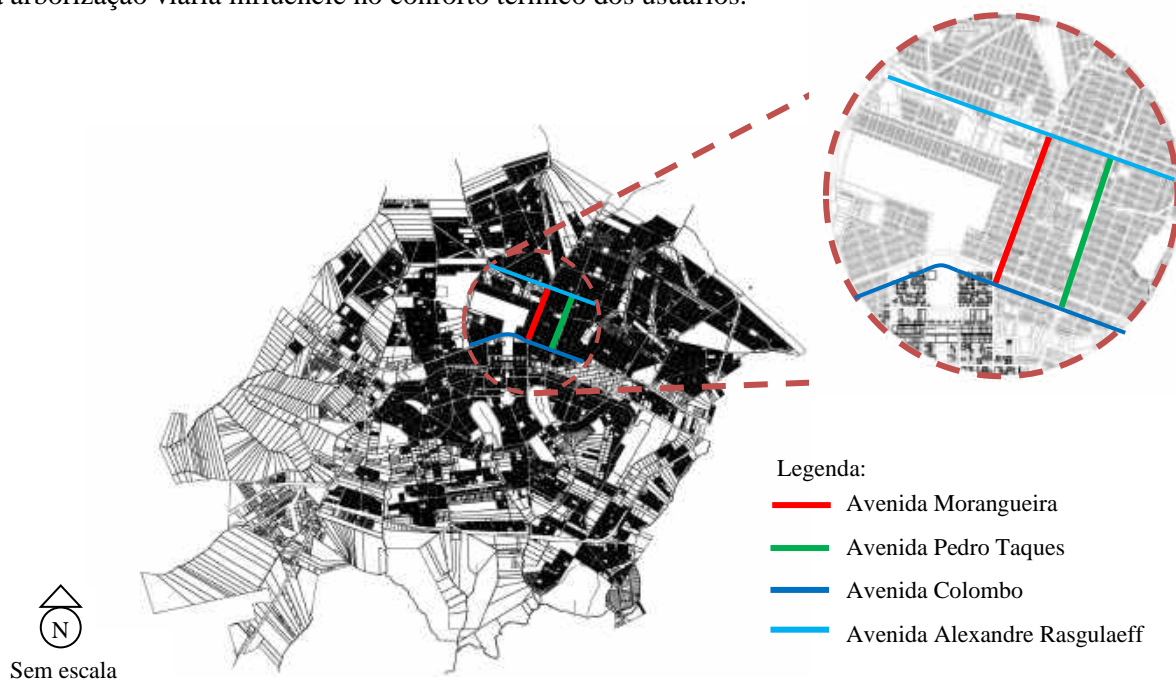 a arborização viária influencie no conforto térmico dos usuários.
Legenda:
Avenida Morangueira
Avenida Pedro Taques
Avenida Colombo
Avenida Alexandre Rasgulaeff
N
Sem escala